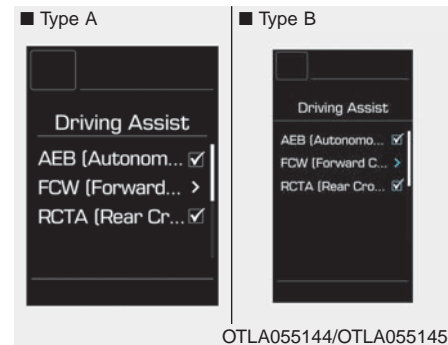 ■ Type A
Driving Assist
AEB (Autonom...
FCW (Forward... >
RCTA (Rear Cr...
■ Type B
Driving Assist
AEB (Autonomo...
FCW (Forward C... >
RCTA (Rear Cro...
OTLA055144/OTLA055145